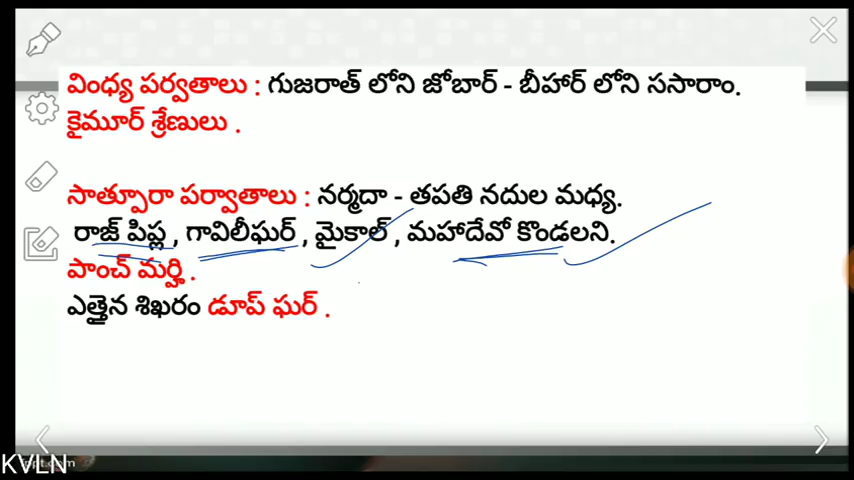 వింధ్య పర్వతాలు : గుజరాత్ లోని జోబార్ - బీహార్ లోని ససారాం.
కైమూర్ శ్రేణులు .
సాత్పూరా పర్వాతాలు : నర్మదా - తపతి నదుల మధ్య.
రాజ్ పిప్ల , గావిలీఘర్ , మైకాల్ , మహాదేవో కొండలని.
పాంచ్ మర్హి .
ఎత్తైన శిఖరం డూప్ ఘర్ .
KVLN